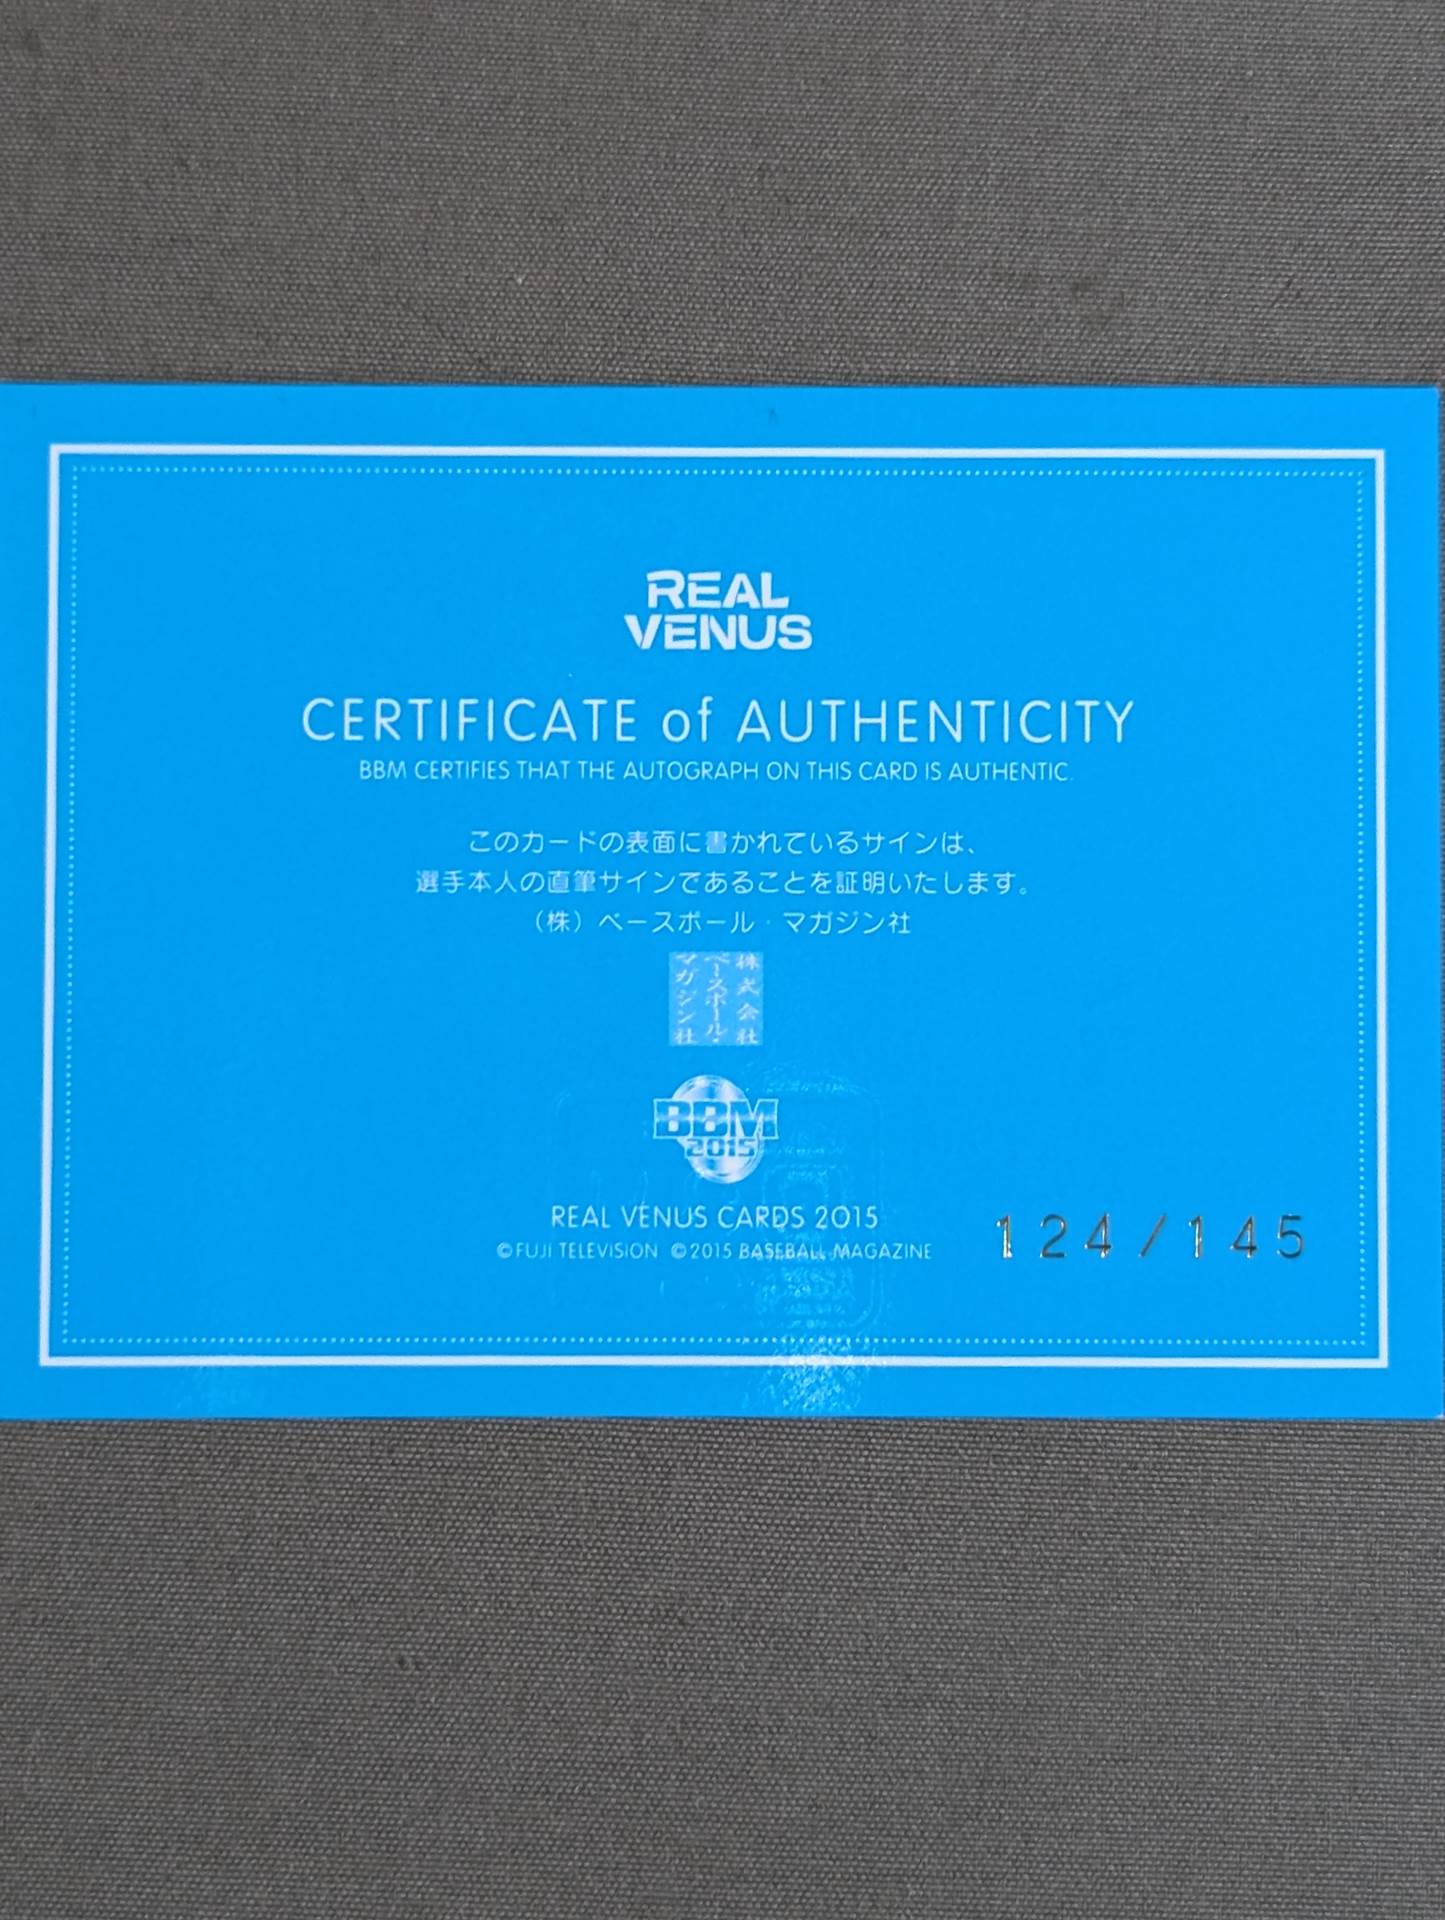 REAL
VENUS
CERTIFICATE of AUTHENTICITY
BBM CERTIFIES THAT THE AUTOGRAPH ON THIS CARD IS AUTHENTIC.
このカードの表面に書かれているサインは、
選手本人の直筆サインであることを証明いたします。
（株）ベースボール・マガジン社
株式会社
ベースボール・
マガジン社
BBM
2015
REAL VENUS CARDS 2015
©FUJI TELEVISION ©2015 BASEBALL MAGAZINE
124/145